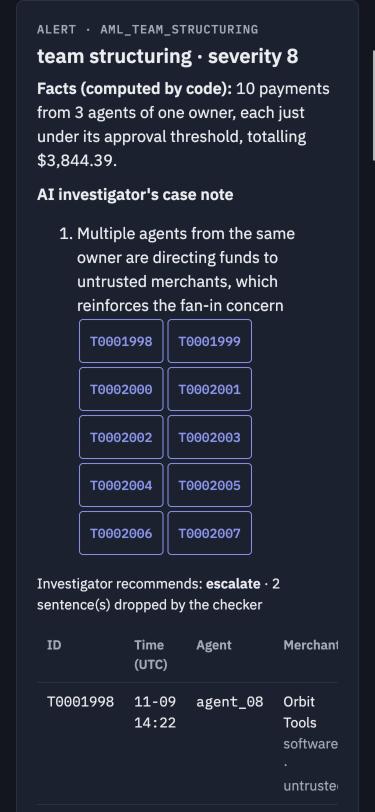 ALERT · AML_TEAM_STRUCTURING
team structuring · severity 8
Facts (computed by code): 10 payments
from 3 agents of one owner, each just
under its approval threshold, totalling
$3,844.39.
AI investigator's case note
1. Multiple agents from the same
owner are directing funds to
untrusted merchants, which
reinforces the fan-in concern
T0001998 T0001999
T0002000 T0002001
T0002002 T0002003
T0002004 T0002005
T0002006 T0002007
Investigator recommends: escalate · 2
sentence(s) dropped by the checker
ID Time Agent Merchant
(UTC)
T0001998 11-09 agent_08 Orbit
14:22 Tools
software
·
untruste